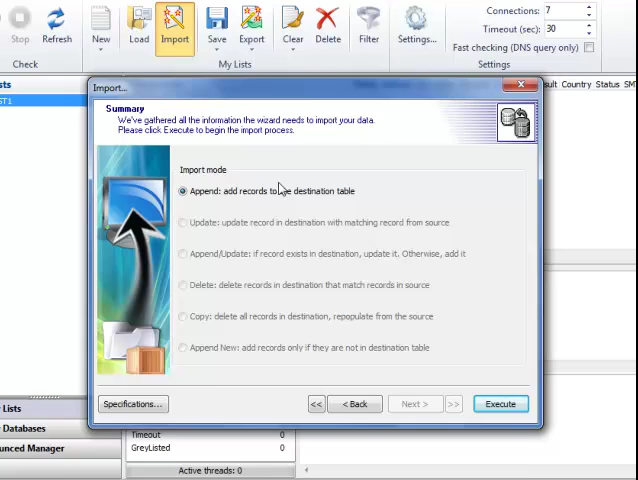 Connections: 7
Timeout (sec): 30
Fast checking (DNS query only)
Stop Refresh New Load Import Save Export Clear Delete Filter Settings...
Check My Lists Settings
Country Status
Import...
Summary
We've gathered all the information the wizard needs to import your data.
Please click Execute to begin the import process.
Import mode
Append: add records to destination table
Update: update record in destination with matching record from source
Append/Update: if record exists in destination, update it. Otherwise, add it
Delete: delete records in destination that match records in source
Copy: delete all records in destination, repopulate from the source
Append New: add records only if they are not in destination table
Specifications... << < Back Next > >> Execute
Lists
Databases
Manager
Timeout 0
GreyListed 0
Active threads: 0